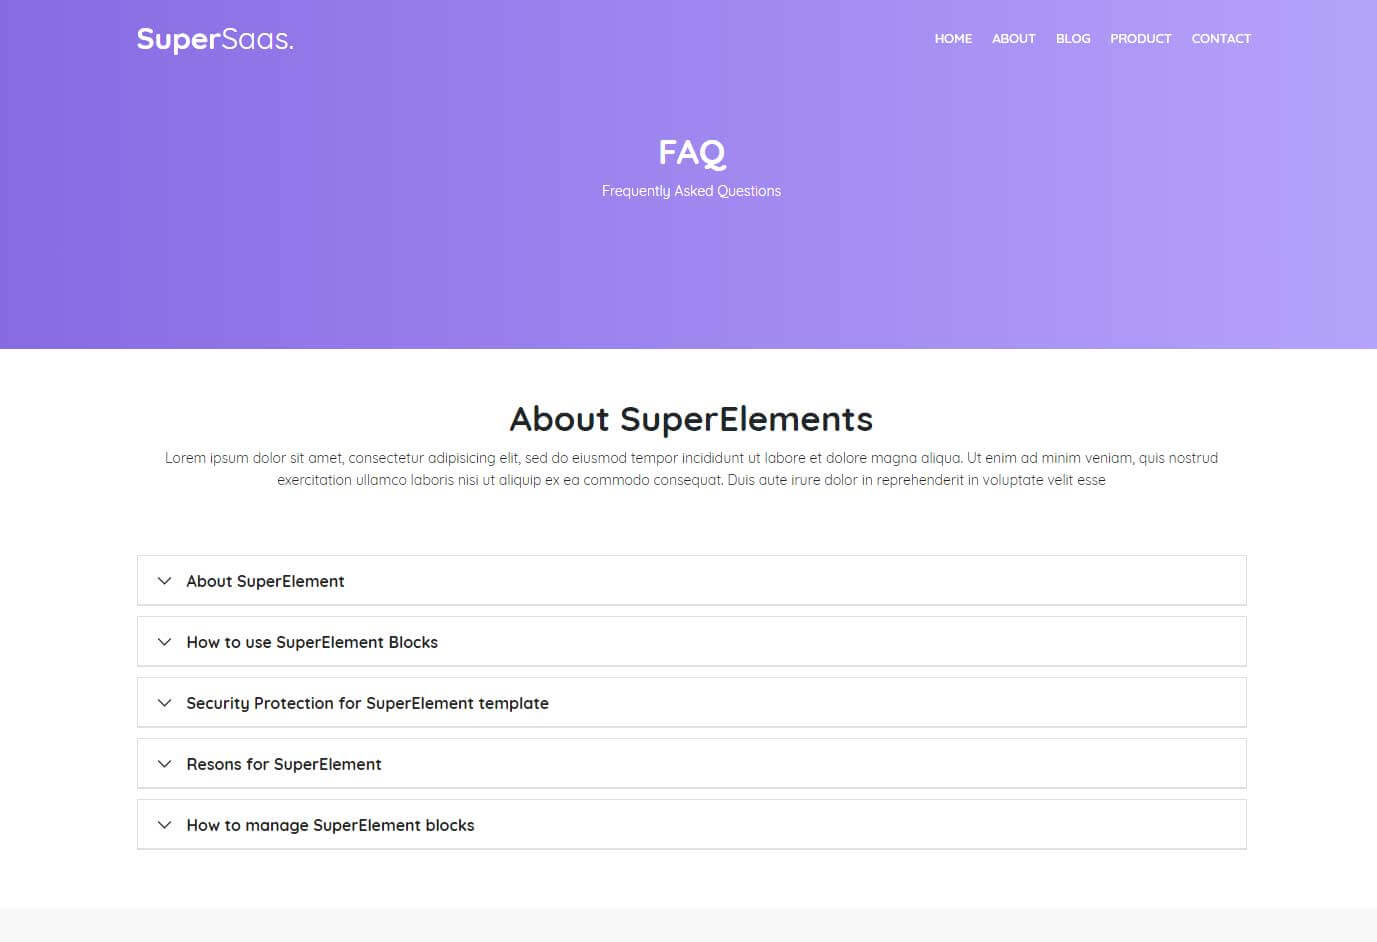 SuperSaas.
HOME ABOUT BLOG PRODUCT CONTACT
FAQ
Frequently Asked Questions
About SuperElements
Lorem ipsum dolor sit amet, consectetur adipisicing elit, sed do eiusmod tempor incididunt ut labore et dolore magna aliqua. Ut enim ad minim veniam, quis nostrud
exercitation ullamco laboris nisi ut aliquip ex ea commodo consequat. Duis aute irure dolor in reprehenderit in voluptate velit esse
About SuperElement
How to use SuperElement Blocks
Security Protection for SuperElement template
Resons for SuperElement
How to manage SuperElement blocks